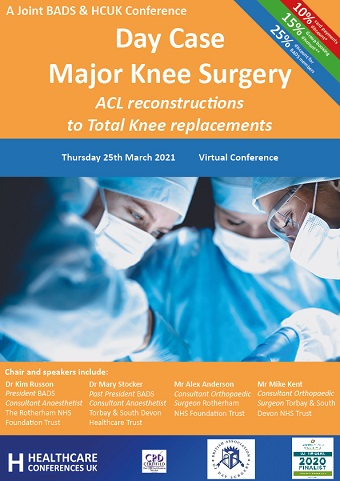 A Joint BADS & HCUK Conference
Day Case
Major Knee Surgery
ACL reconstructions
to Total Knee replacements
10%
15%
25%
discount for
BADS members
Thursday 25th March 2021 Virtual Conference
Chair and speakers include:
Dr Kim Russon
President BADS
Consultant Anaesthetist
The Rotherham NHS
Foundation Trust
Dr Mary Stocker
Past President BADS
Consultant Anaesthetist
Torbay & South Devon
Healthcare Trust
Mr Alex Anderson
Consultant Orthopaedic
Surgeon Rotherham
NHS Foundation Trust
Mr Mike Kent
Consultant Orthopaedic
Surgeon Torbay & South
Devon NHS Trust
H HEALTHCARE
CONFERENCES UK
CPD
CERTIFIED
2020
FINALIST